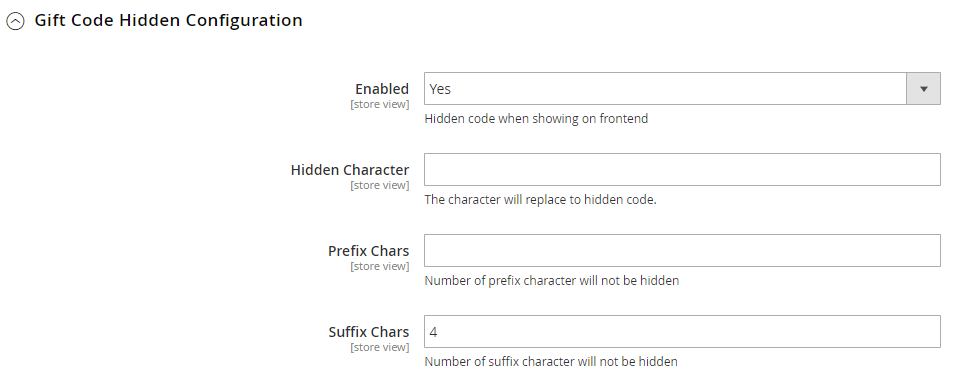 Gift Code Hidden Configuration
Enabled
Yes
[store view]
Hidden code when showing on frontend
Hidden Character
[store view]
The character will replace to hidden code.
Prefix Chars
[store view]
Number of prefix character will not be hidden
Suffix Chars
4
[store view]
Number of suffix character will not be hidden